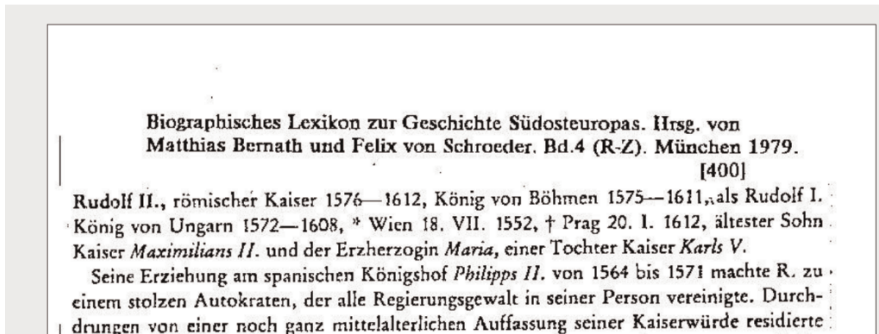 Biographisches Lexikon zur Geschichte Südosteuropas. Hrsg. von
Matthias Bernath und Felix von Schroeder. Bd.4 (R-Z). München 1979.
[400]
Rudolf II., römischer Kaiser 1576—1612, König von Böhmen 1575—1611, als Rudolf I.
König von Ungarn 1572—1608, * Wien 18. VII. 1552, † Prag 20. I. 1612, ältester Sohn
Kaiser Maximilians II. und der Erzherzogin Maria, einer Tochter Kaiser Karls V.
Seine Erziehung am spanischen Königshof Philipps II. von 1564 bis 1571 machte R. zu
einem stolzen Autokraten, der alle Regierungsgewalt in seiner Person vereinigte. Durch-
drungen von einer noch ganz mittelalterlichen Auffassung seiner Kaiserwürde residierte